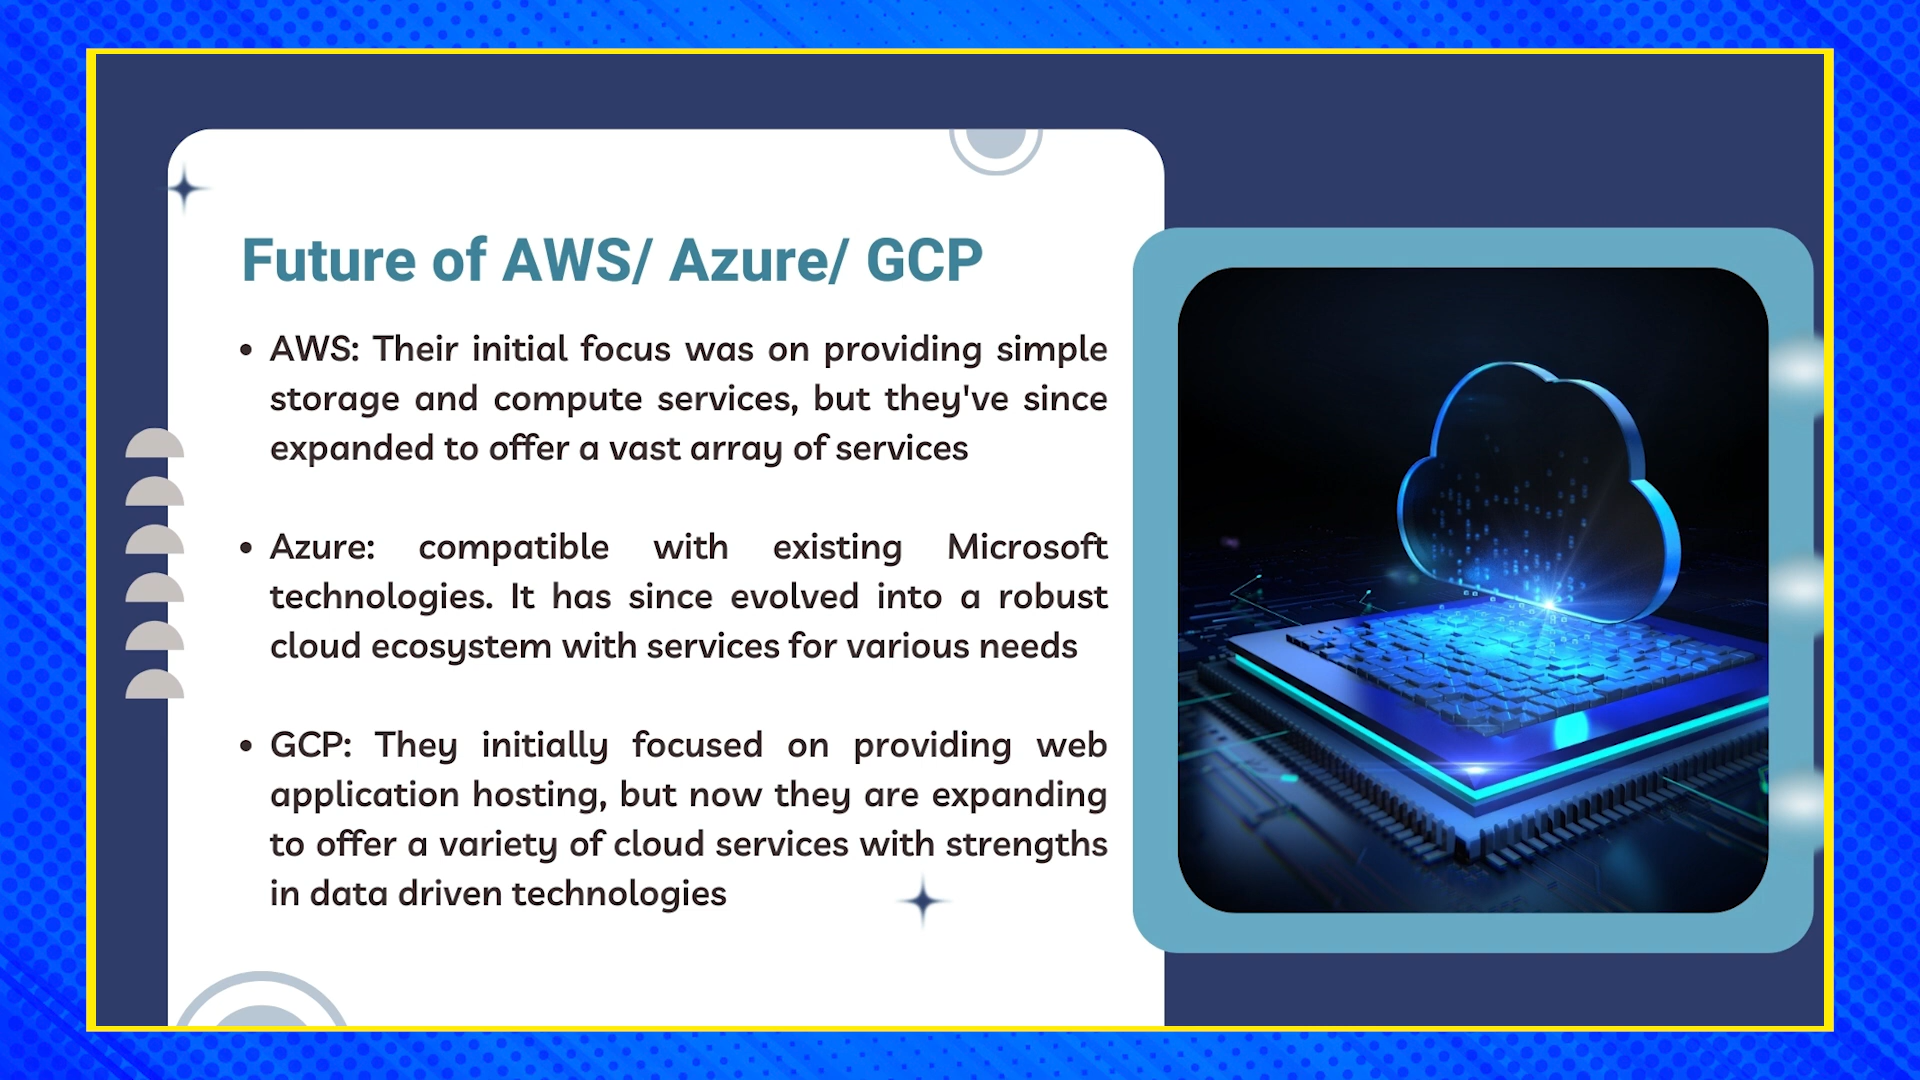 Future of AWS/ Azure/ GCP
• AWS: Their initial focus was on providing simple
storage and compute services, but they've since
expanded to offer a vast array of services
• Azure: compatible with existing Microsoft
technologies. It has since evolved into a robust
cloud ecosystem with services for various needs
• GCP: They initially focused on providing web
application hosting, but now they are expanding
to offer a variety of cloud services with strengths
in data driven technologies